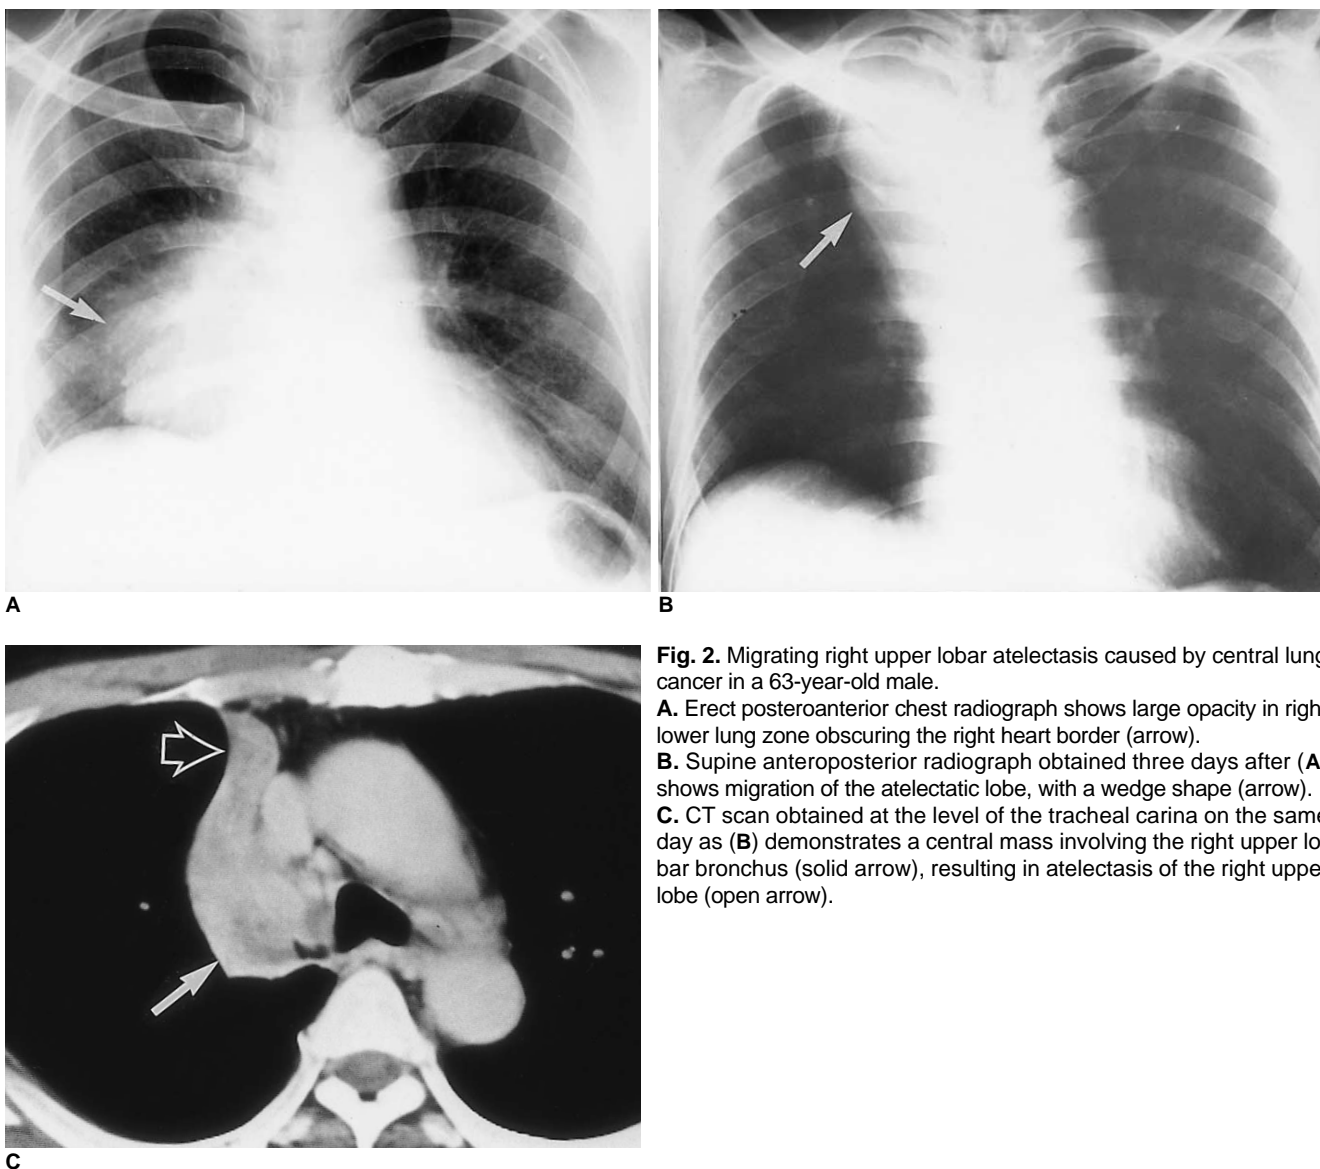 A
B
C
Fig. 2. Migrating right upper lobar atelectasis caused by central lung
cancer in a 63-year-old male.
A. Erect posteroanterior chest radiograph shows large opacity in righ
lower lung zone obscuring the right heart border (arrow).
B. Supine anteroposterior radiograph obtained three days after (A
shows migration of the atelectatic lobe, with a wedge shape (arrow).
C. CT scan obtained at the level of the tracheal carina on the same
day as (B) demonstrates a central mass involving the right upper lo-
bar bronchus (solid arrow), resulting in atelectasis of the right uppe
lobe (open arrow).